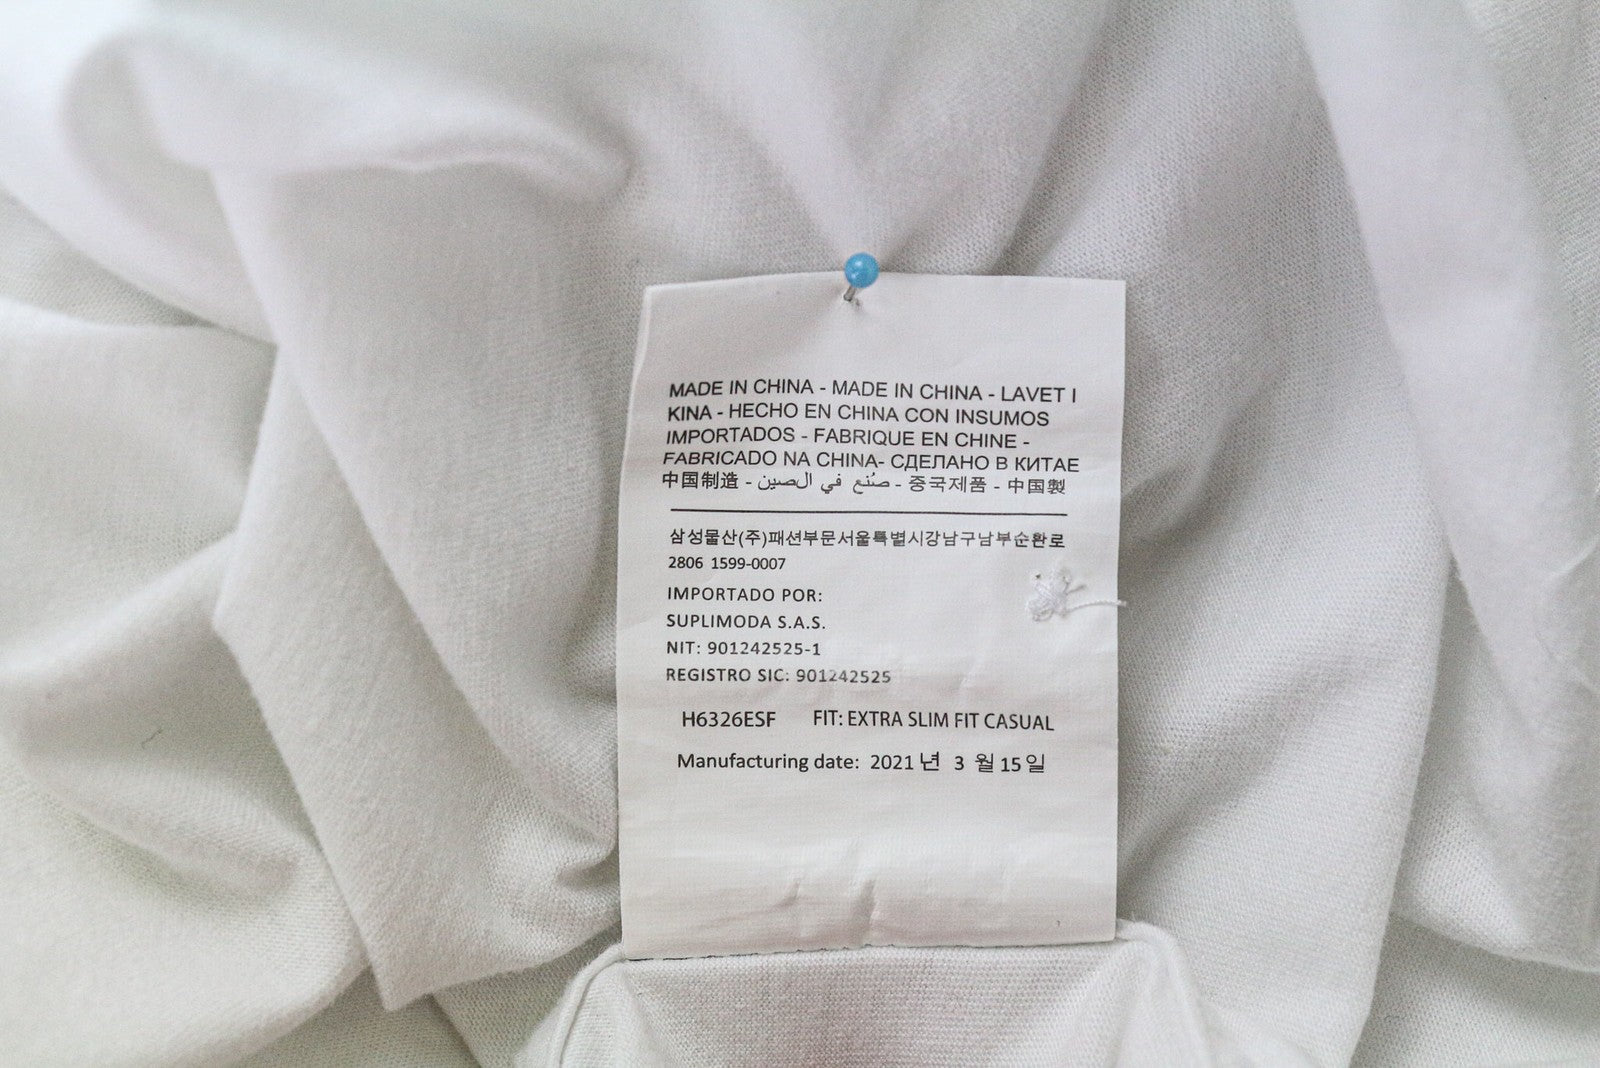 MADE IN CHINA - MADE IN CHINA - LAVET I
KINA - HECHO EN CHINA CON INSUMOS
IMPORTADOS - FABRIQUE EN CHINE -
FABRICADO NA CHINA- СДЕЛАНО В КИТАЕ
中国制造 - صُنع في الصين - 중국제품 - 中国製
삼성물산(주)패션부문서울특별시강남구남부순환로
2806 1599-0007
IMPORTADO POR:
SUPLIMODA S.A.S.
NIT: 901242525-1
REGISTRO SIC: 901242525
H6326ESF FIT: EXTRA SLIM FIT CASUAL
Manufacturing date: 2021 년 3 월 15 일